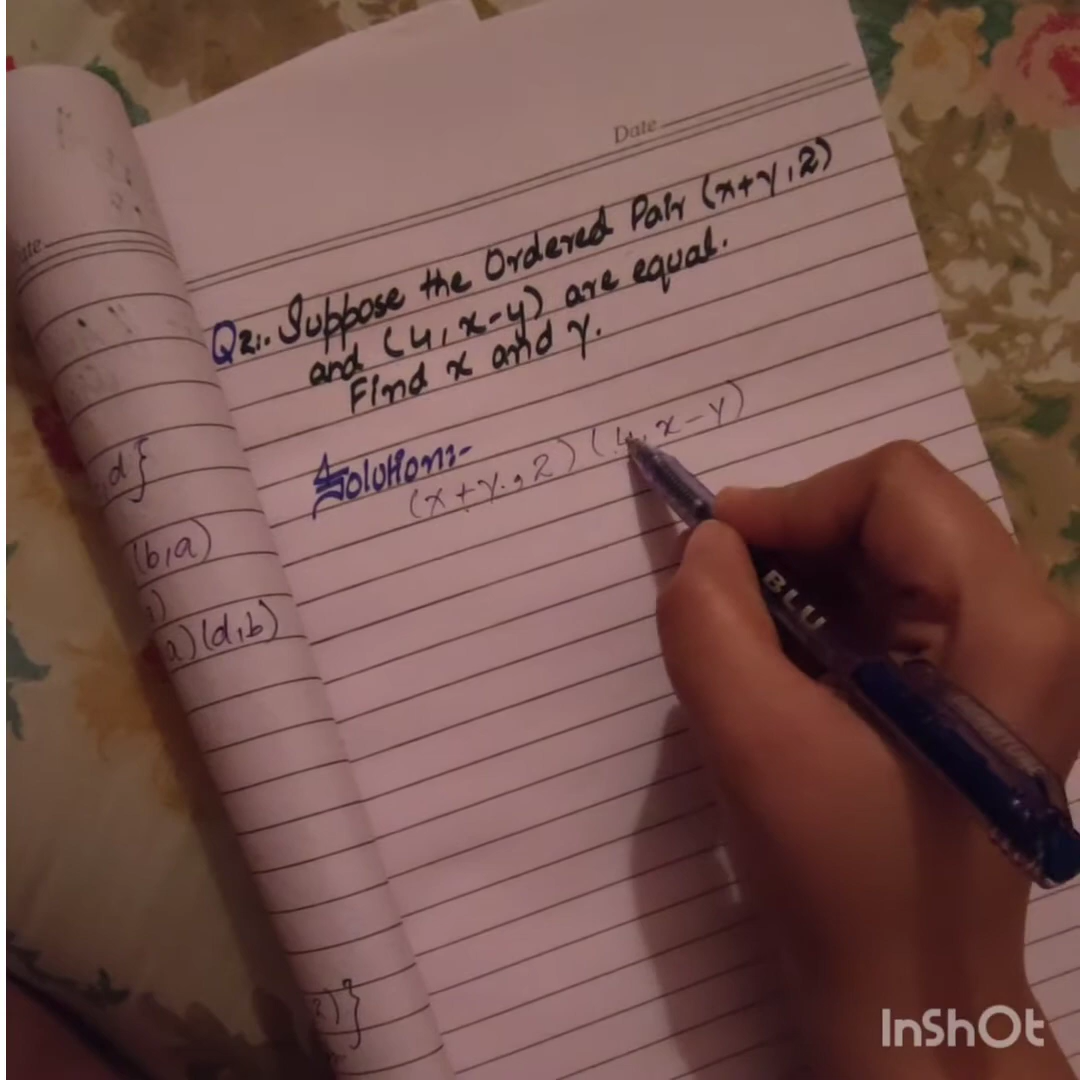 Date
Q2:. Suppose the Ordered Pair (x+y,2)
and (4, x-y) are equal.
Find x and y.
Solution:-
(x+y., 2) (4, x-y)
d}
(b,a)
a)(d,b)
BLU
InShOt